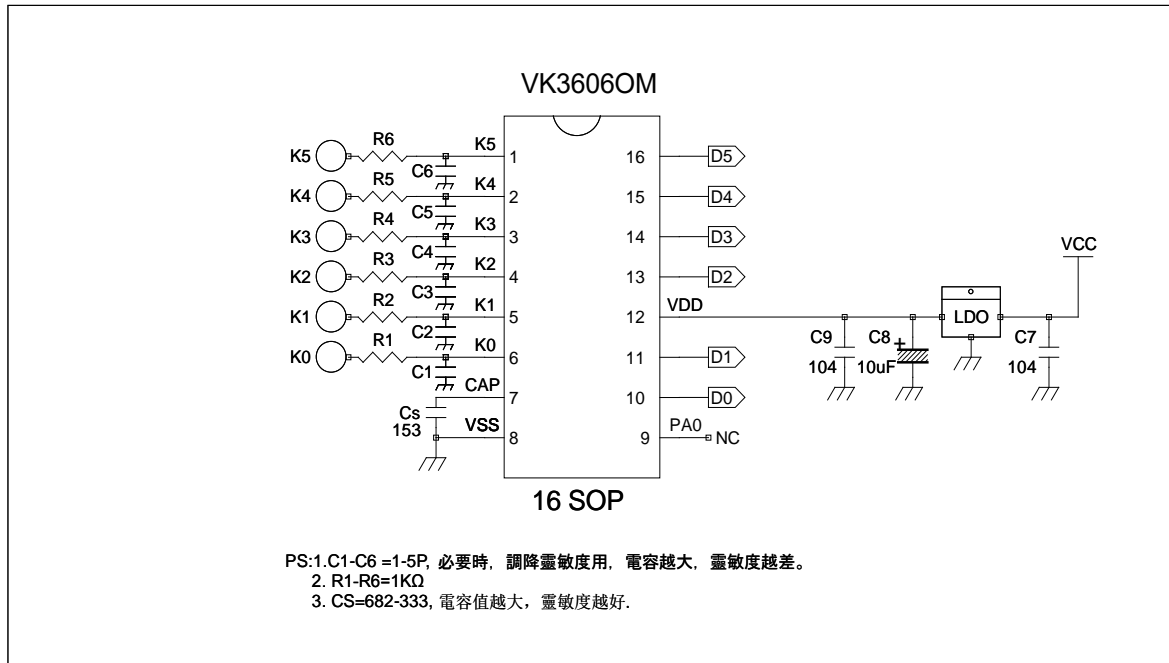 VK3606OM
K5
R6
C6
K5
1
16
D5
K4
R5
C5
K4
2
15
D4
K3
R4
C4
K3
3
14
D3
K2
R3
C3
K2
4
13
D2
VCC
K1
R2
C2
K1
5
12
VDD
C9
104
C8
+
10uF
LDO
C7
104
K0
R1
C1
K0
6
11
D1
CAP
7
10
D0
Cs
153
VSS
8
9
PA0
NC
16 SOP
PS:1.C1-C6 =1-5P, 必要時, 調降靈敏度用, 電容越大, 靈敏度越差。
2. R1-R6=1KΩ
3. CS=682-333, 電容值越大, 靈敏度越好.